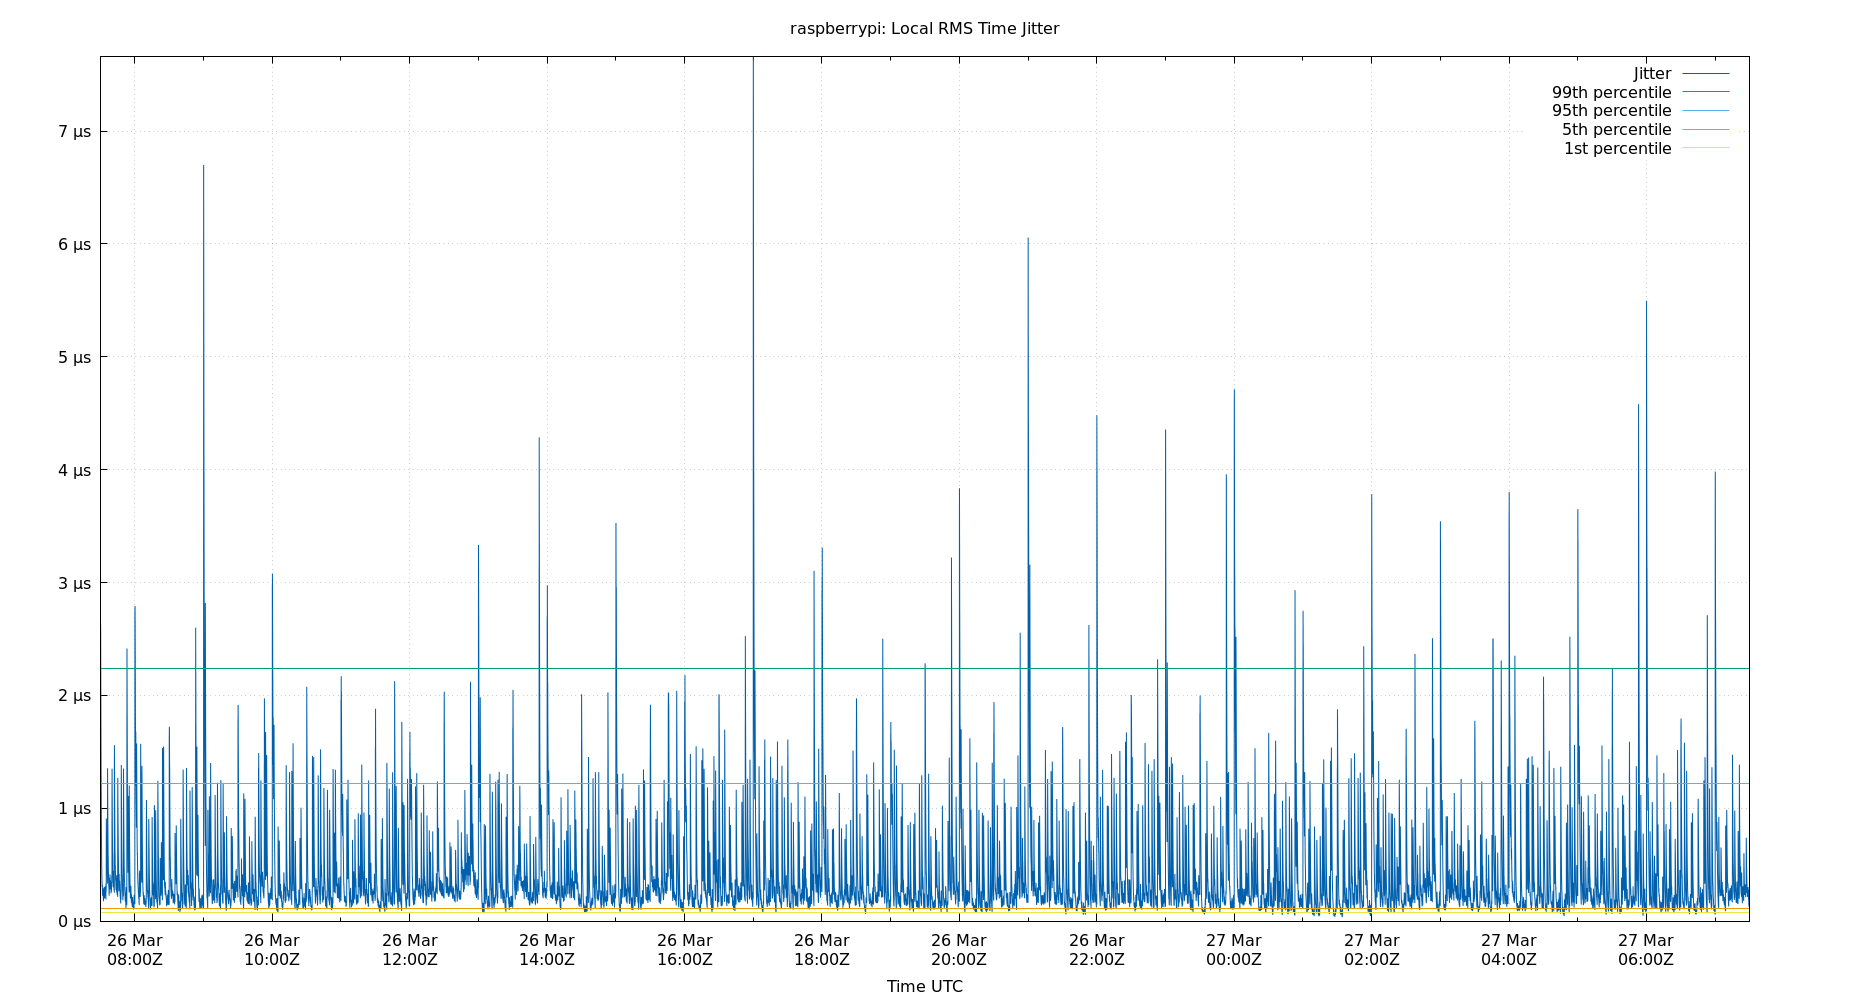 raspberrypi: Local RMS Time Jitter
Jitter
99th percentile
95th percentile
5th percentile
1st percentile
7 µs
6 µs
5 µs
4 µs
3 µs
2 µs
1 µs
0 µs
26 Mar 26 Mar 26 Mar 26 Mar 26 Mar 26 Mar 26 Mar 26 Mar 27 Mar 27 Mar 27 Mar 27 Mar
08:00Z 10:00Z 12:00Z 14:00Z 16:00Z 18:00Z 20:00Z 22:00Z 00:00Z 02:00Z 04:00Z 06:00Z
Time UTC